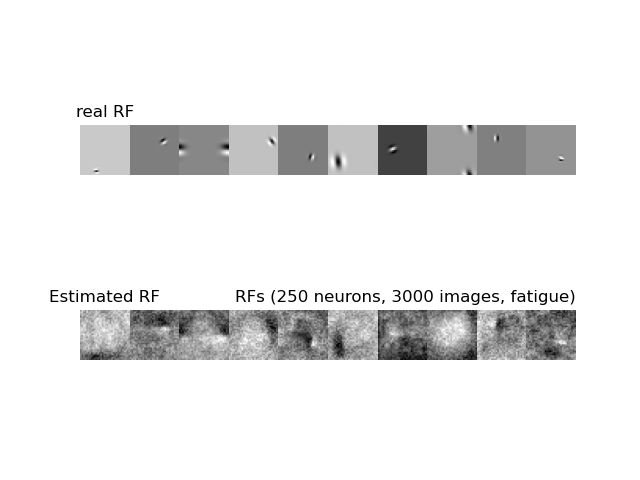 real RF
Estimated RF
RFs (250 neurons, 3000 images, fatigue)